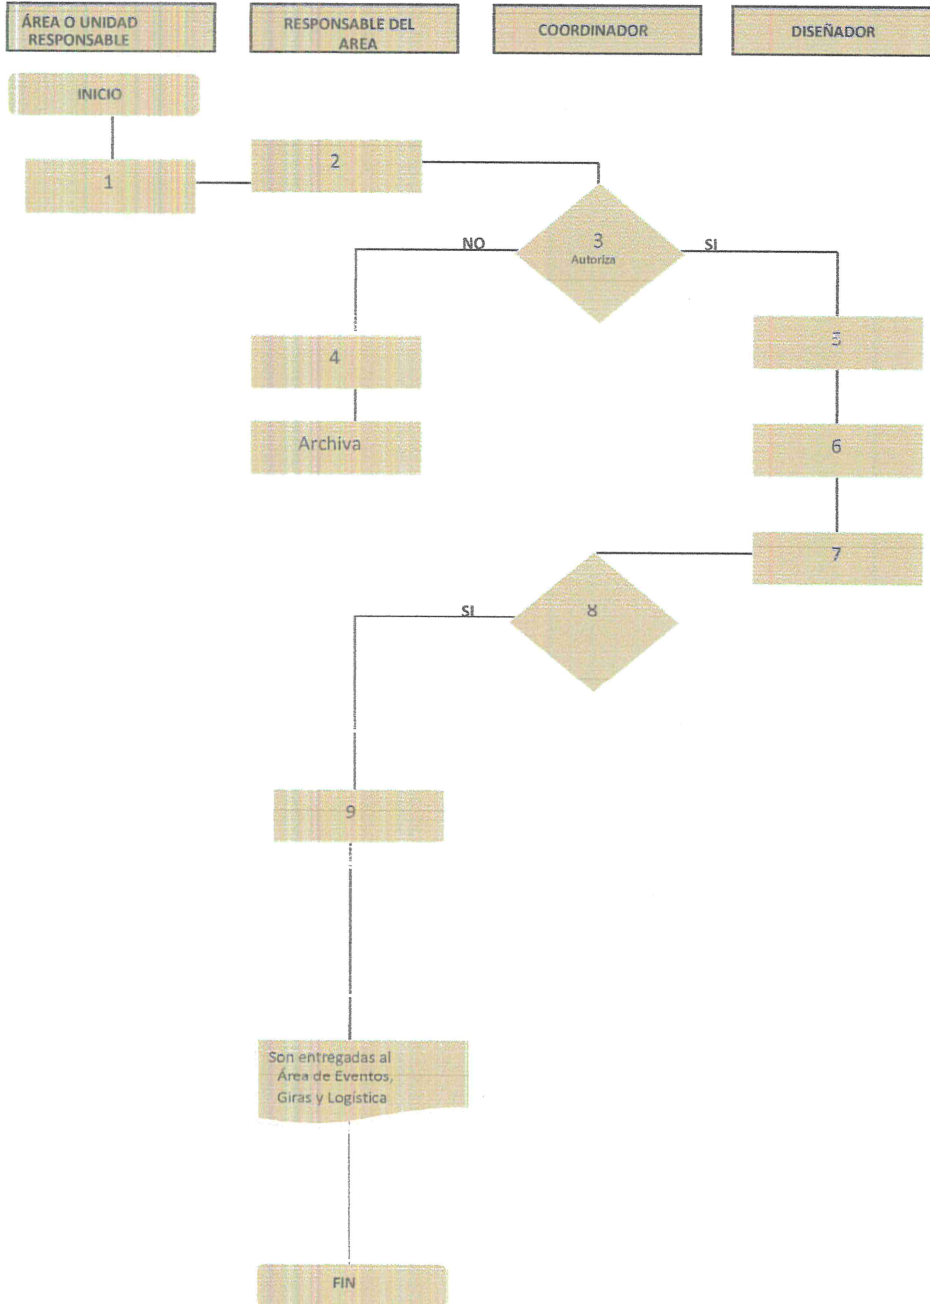 ÁREA O UNIDAD
RESPONSABLE
RESPONSABLE DEL
AREA
COORDINADOR
DISEÑADOR
INICIO
1
2
3
Autoriza
NO
SI
4
Archiva
5
6
7
8
SI
9
Son entregadas al
Área de Eventos,
Giras y Logística
FIN